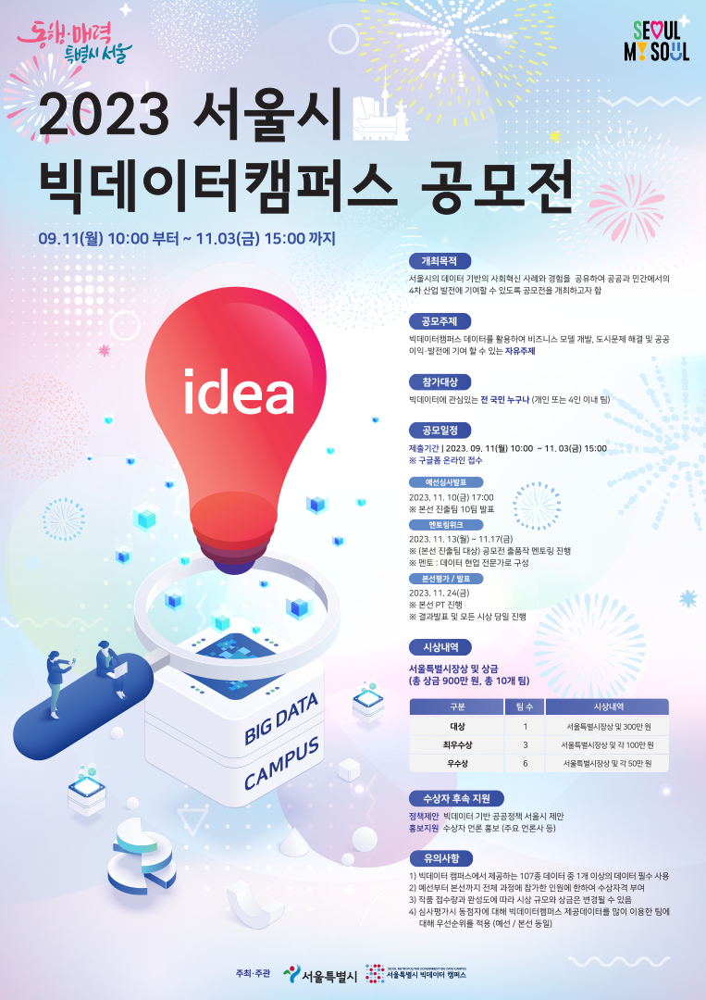 동행·매력
특별시 서울
SEOUL
MY SOUL
2023 서울시
빅데이터캠퍼스 공모전
09.11(월) 10:00 부터 ~ 11.03(금) 15:00 까지
idea
BIG DATA
CAMPUS
개최목적
서울시의 데이터 기반의 사회혁신 사례와 경험을 공유하여 공공과 민간에서의
4차 산업 발전에 기여할 수 있도록 공모전을 개최하고자 함
공모주제
빅데이터캠퍼스 데이터를 활용하여 비즈니스 모델 개발, 도시문제 해결 및 공공
이익·발전에 기여 할 수 있는 자유주제
참가대상
빅데이터에 관심있는 전 국민 누구나 (개인 또는 4인 이내 팀)
공모일정
제출기간 | 2023. 09. 11(월) 10:00 ~ 11. 03(금) 15:00
※ 구글폼 온라인 접수
예선심사발표
2023. 11. 10(금) 17:00
※ 본선 진출팀 10팀 발표
멘토링위크
2023. 11. 13(월) ~ 11.17(금)
※ (본선 진출팀 대상) 공모전 출품작 멘토링 진행
※ 멘토 : 데이터 현업 전문가로 구성
본선평가 / 발표
2023. 11. 24(금)
※ 본선 PT 진행
※ 결과발표 및 모든 시상 당일 진행
시상내역
서울특별시장상 및 상금
(총 상금 900만 원, 총 10개 팀)
구분 팀 수 시상내역
대상 1 서울특별시장상 및 300만 원
최우수상 3 서울특별시장상 및 각 100만 원
우수상 6 서울특별시장상 및 각 50만 원
수상자 후속 지원
정책제안 빅데이터 기반 공공정책 서울시 제안
홍보지원 수상자 언론 홍보 (주요 언론사 등)
유의사항
1) 빅데이터 캠퍼스에서 제공하는 107종 데이터 중 1개 이상의 데이터 필수 사용
2) 예선부터 본선까지 전체 과정에 참가한 인원에 한하여 수상자격 부여
3) 작품 접수량과 완성도에 따라 시상 규모와 상금은 변경될 수 있음
4) 심사평가시 동점자에 대해 빅데이터캠퍼스 제공데이터를 많이 이용한 팀에
대해 우선순위를 적용 (예선 / 본선 동일)
주최·주관
서울특별시
SEOUL METROPOLITAN GOVERNMENT BIG DATA CAMPUS
서울특별시 빅데이터 캠퍼스